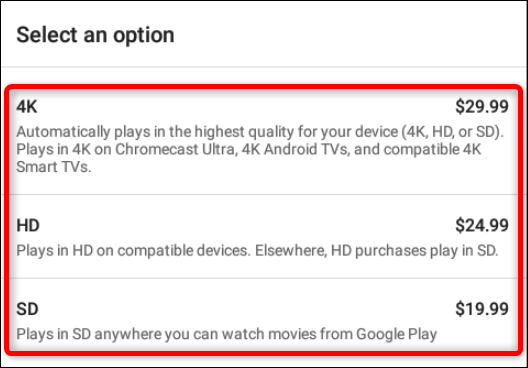 Select an option
4K $29.99
Automatically plays in the highest quality for your device (4K, HD, or SD).
Plays in 4K on Chromecast Ultra, 4K Android TVs, and compatible 4K
Smart TVs.
HD $24.99
Plays in HD on compatible devices. Elsewhere, HD purchases play in SD.
SD $19.99
Plays in SD anywhere you can watch movies from Google Play